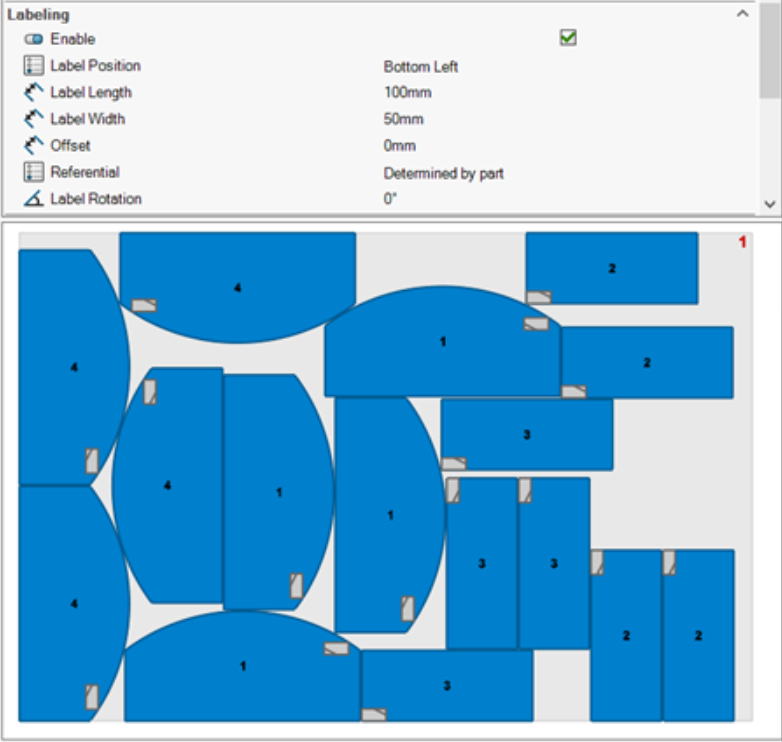 Labeling
Enable
Label Position Bottom Left
Label Length 100mm
Label Width 50mm
Offset 0mm
Referential Determined by part
Label Rotation 0°
1
2
4
1
2
4
3
4
1
1
3
3
4
2
2
1
3